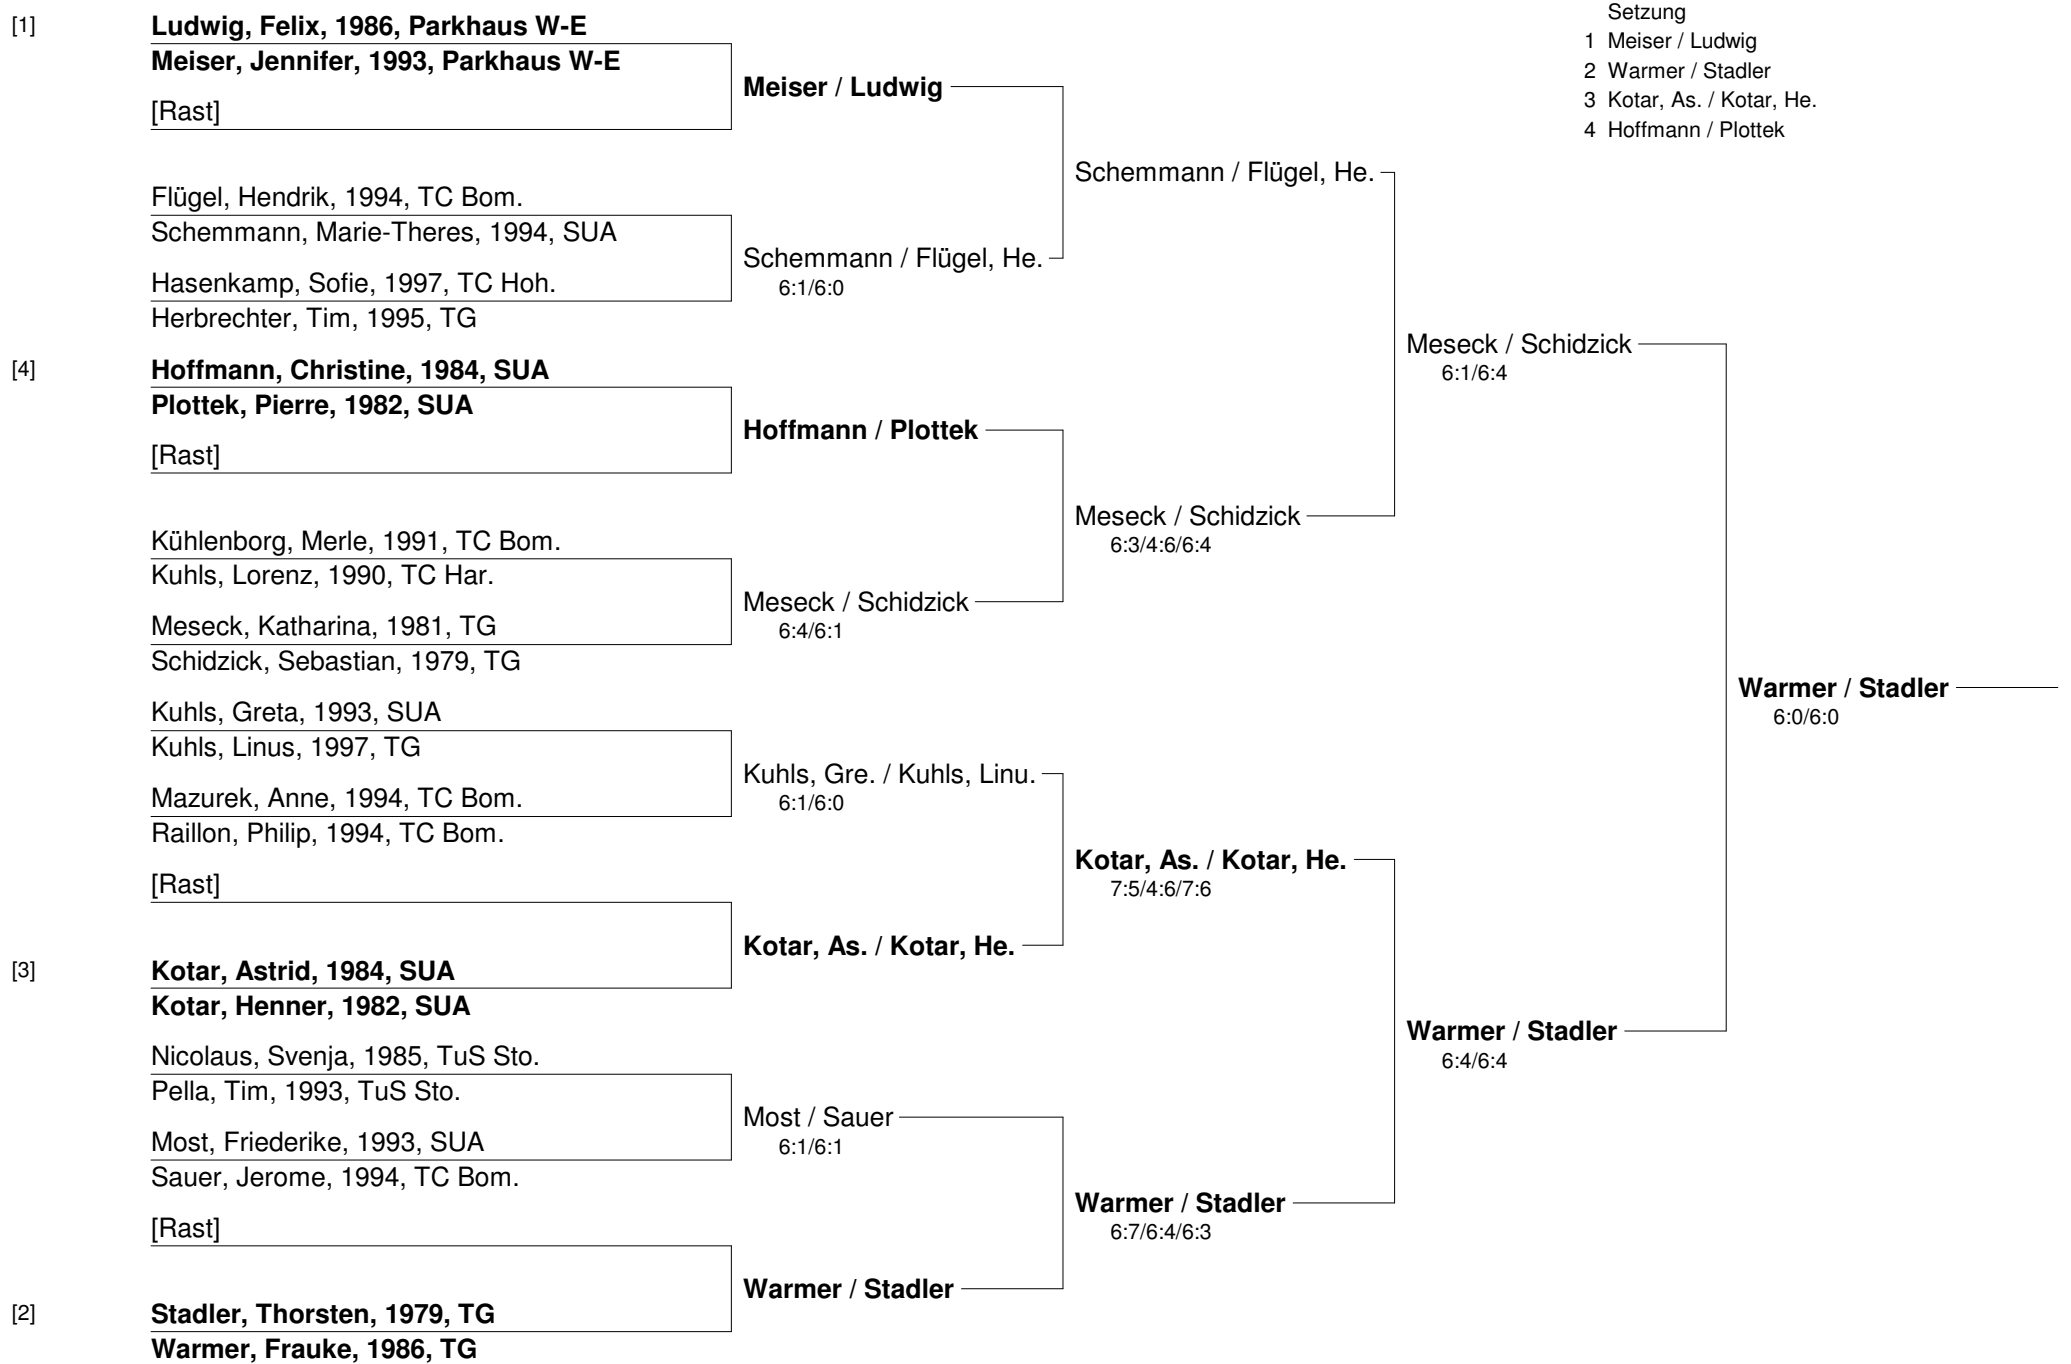 [1]
Ludwig, Felix, 1986, Parkhaus W-E
Meiser, Jennifer, 1993, Parkhaus W-E
[Rast]
Flügel, Hendrik, 1994, TC Bom.
Schemmann, Marie-Theres, 1994, SUA
Hasenkamp, Sofie, 1997, TC Hoh.
Herbrechter, Tim, 1995, TG
[4]
Hoffmann, Christine, 1984, SUA
Plottek, Pierre, 1982, SUA
[Rast]
Kühlenborg, Merle, 1991, TC Bom.
Kuhls, Lorenz, 1990, TC Har.
Meseck, Katharina, 1981, TG
Schidzick, Sebastian, 1979, TG
Kuhls, Greta, 1993, SUA
Kuhls, Linus, 1997, TG
Mazurek, Anne, 1994, TC Bom.
Raillon, Philip, 1994, TC Bom.
[Rast]
[3]
Kotar, Astrid, 1984, SUA
Kotar, Henner, 1982, SUA
Nicolaus, Svenja, 1985, TuS Sto.
Pella, Tim, 1993, TuS Sto.
Most, Friederike, 1993, SUA
Sauer, Jerome, 1994, TC Bom.
[Rast]
[2]
Stadler, Thorsten, 1979, TG
Warmer, Frauke, 1986, TG
Meiser / Ludwig
Schemmann / Flügel, He.
6:1/6:0
Hoffmann / Plottek
Meseck / Schidzick
6:4/6:1
Kuhls, Gre. / Kuhls, Linu.
6:1/6:0
Kotar, As. / Kotar, He.
Most / Sauer
6:1/6:1
Warmer / Stadler
Schemmann / Flügel, He.
Meseck / Schidzick
6:3/4:6/6:4
Kotar, As. / Kotar, He.
7:5/4:6/7:6
Warmer / Stadler
6:7/6:4/6:3
Meseck / Schidzick
6:1/6:4
Warmer / Stadler
6:4/6:4
Warmer / Stadler
6:0/6:0
Setzung
1 Meiser / Ludwig
2 Warmer / Stadler
3 Kotar, As. / Kotar, He.
4 Hoffmann / Plottek